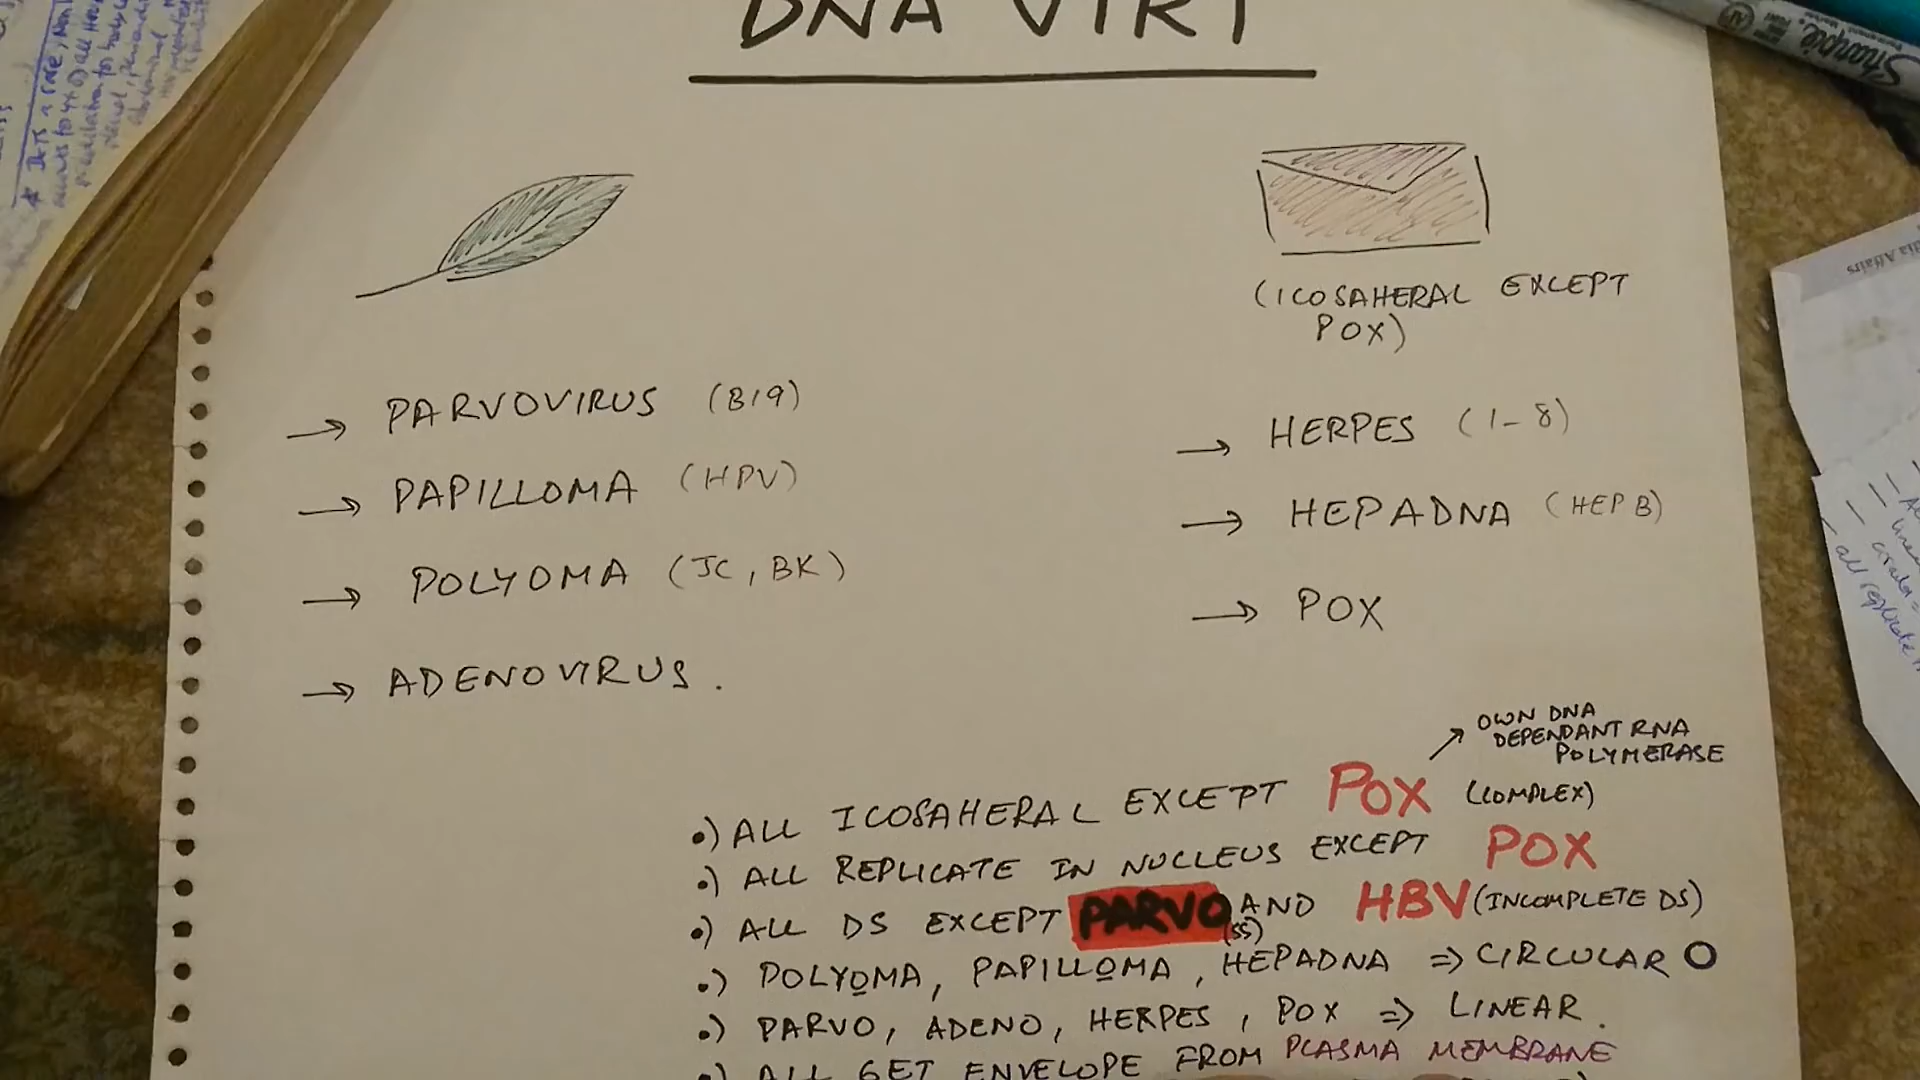 DNA VIRI
(ICOSAHERAL EXCEPT
POX)
→ PARVOVIRUS (B19)
→ PAPILLOMA (HPV)
→ POLYOMA (JC, BK)
→ ADENOVIRUS.
→ HERPES (1-8)
→ HEPADNA (HEP B)
→ POX
OWN DNA
DEPENDANT RNA
POLYMERASE
•) ALL ICOSAHERAL EXCEPT POX (COMPLEX)
•) ALL REPLICATE IN NUCLEUS EXCEPT POX
•) ALL DS EXCEPT PARVO (SS) AND HBV (INCOMPLETE DS)
•) POLYOMA, PAPILLOMA, HEPADNA ⇒ CIRCULAR O
•) PARVO, ADENO, HERPES, POX ⇒ LINEAR.
•) ALL GET ENVELOPE FROM PLASMA MEMBRANE
Sharpie